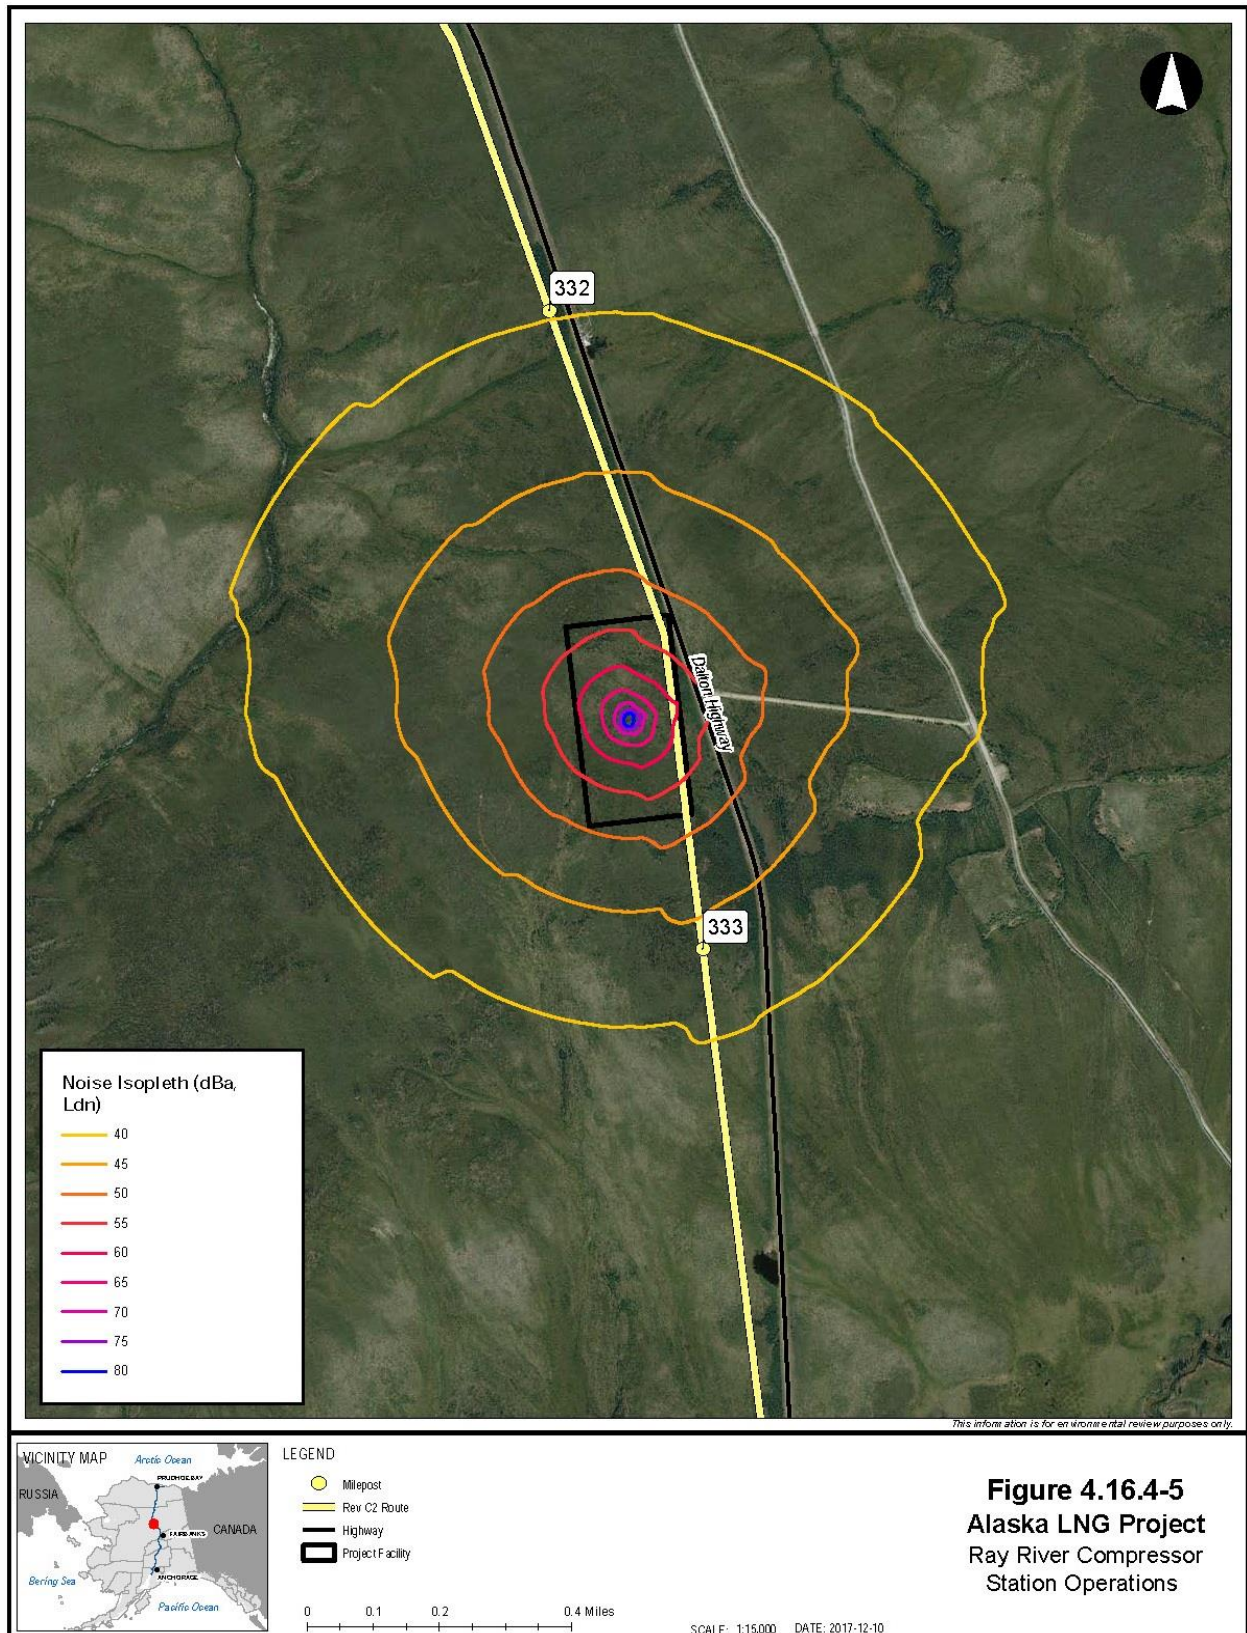 332
Dalton Highway
333
Noise Isopleth (dBa,
Ldn)
40
45
50
55
60
65
70
75
80
This information is for environmental review purposes only.
VICINITY MAP
Arctic Ocean
PRUDHOE BAY
RUSSIA
FAIRBANKS
CANADA
ANCHORAGE
Bering Sea
Pacific Ocean
LEGEND
Milepost
Rev C2 Route
Highway
Project Facility
0 0.1 0.2 0.4 Miles
SCALE: 1:15,000 DATE: 2017-12-10
Figure 4.16.4-5
Alaska LNG Project
Ray River Compressor
Station Operations